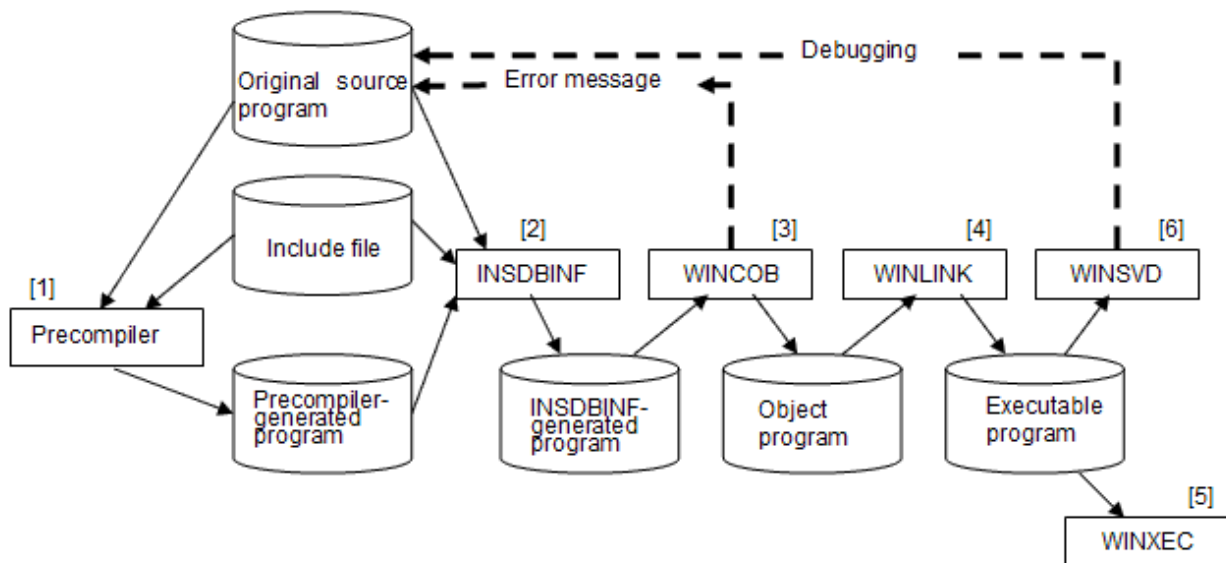 Debugging
Error message
Original source
program
Include file
[1]
Precompiler
Precompiler-
generated
program
[2]
INSDBINF
INSDBINF-
generated
program
[3]
WINCOB
Object
program
[4]
WINLINK
Executable
program
[6]
WINSVD
[5]
WINXEC